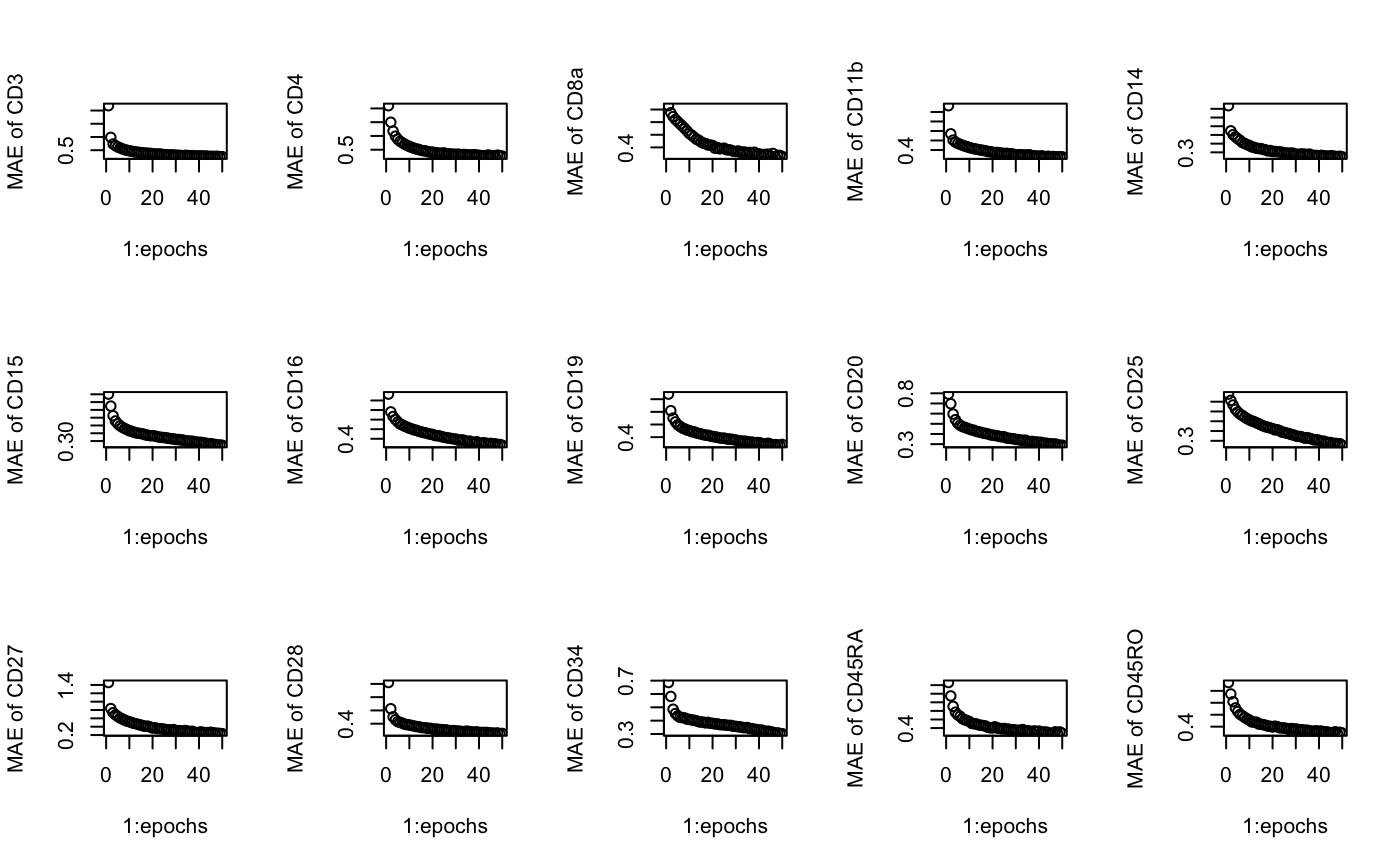 MAE of CD3
0.5
0 20 40
1:epochs
MAE of CD4
0.5
0 20 40
1:epochs
MAE of CD8a
0.4
0 20 40
1:epochs
MAE of CD11b
0.4
0 20 40
1:epochs
MAE of CD14
0.3
0 20 40
1:epochs
MAE of CD15
0.30
0 20 40
1:epochs
MAE of CD16
0.4
0 20 40
1:epochs
MAE of CD19
0.4
0 20 40
1:epochs
MAE of CD20
0.3 0.8
0 20 40
1:epochs
MAE of CD25
0.3
0 20 40
1:epochs
MAE of CD27
0.2 1.4
0 20 40
1:epochs
MAE of CD28
0.4
0 20 40
1:epochs
MAE of CD34
0.3 0.7
0 20 40
1:epochs
MAE of CD45RA
0.4
0 20 40
1:epochs
MAE of CD45RO
0.4
0 20 40
1:epochs